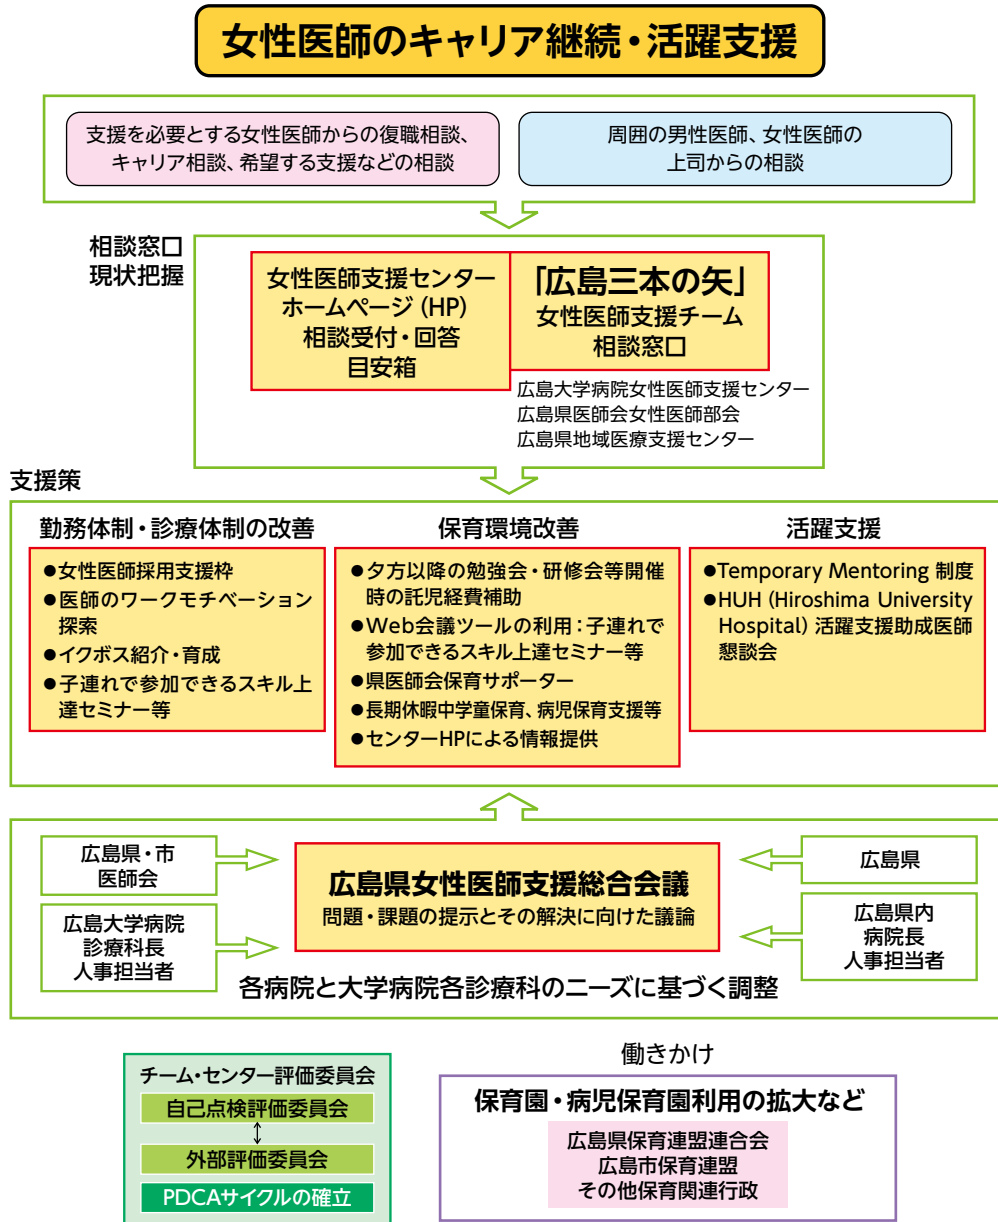 女性医師のキャリア継続・活躍支援
支援を必要とする女性医師からの復職相談、
キャリア相談、希望する支援などの相談
周囲の男性医師、女性医師の
上司からの相談
相談窓口
現状把握
女性医師支援センター
ホームページ（HP）
相談受付・回答
目安箱
「広島三本の矢」
女性医師支援チーム
相談窓口
広島大学病院女性医師支援センター
広島県医師会女性医師部会
広島県地域医療支援センター
支援策
勤務体制・診療体制の改善
●女性医師採用支援枠
●医師のワークモチベーション
探索
●イクボス紹介・育成
●子連れで参加できるスキル上
達セミナー等
保育環境改善
●夕方以降の勉強会・研修会等開催
時の託児経費補助
●Web会議ツールの利用：子連れで
参加できるスキル上達セミナー等
●県医師会保育サポーター
●長期休暇中学童保育、病児保育支援等
●センターHPによる情報提供
活躍支援
●Temporary Mentoring 制度
●HUH（Hiroshima University
Hospital）活躍支援助成医師
懇談会
広島県・市
医師会
広島大学病院
診療科長
人事担当者
広島県女性医師支援総合会議
問題・課題の提示とその解決に向けた議論
広島県
広島県内
病院長
人事担当者
各病院と大学病院各診療科のニーズに基づく調整
チーム・センター評価委員会
自己点検評価委員会
外部評価委員会
PDCAサイクルの確立
働きかけ
保育園・病児保育園利用の拡大など
広島県保育連盟連合会
広島市保育連盟
その他保育関連行政